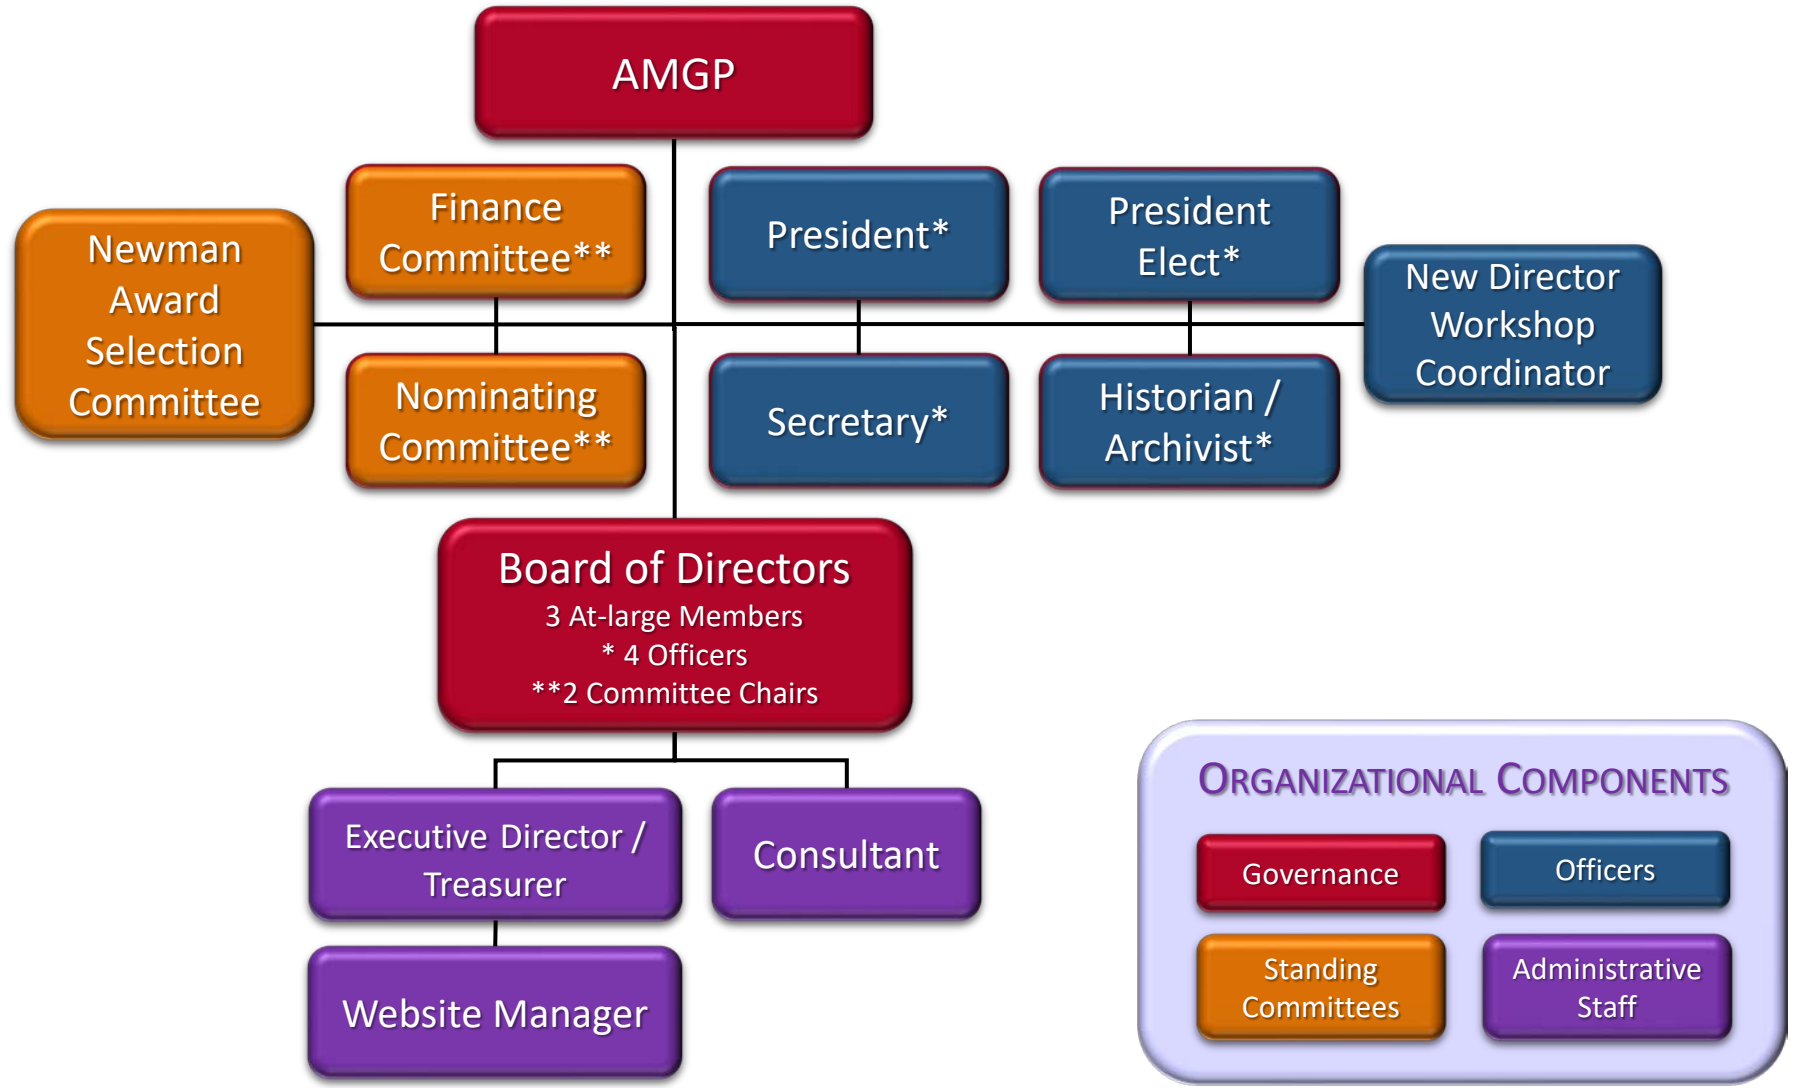 AMGP
Newman
Award
Selection
Committee
Finance
Committee**
Nominating
Committee**
President*
Secretary*
President
Elect*
Historian /
Archivist*
New Director
Workshop
Coordinator
Board of Directors
3 At-large Members
* 4 Officers
**2 Committee Chairs
Executive Director /
Treasurer
Consultant
Website Manager
ORGANIZATIONAL COMPONENTS
Governance
Officers
Standing
Committees
Administrative
Staff